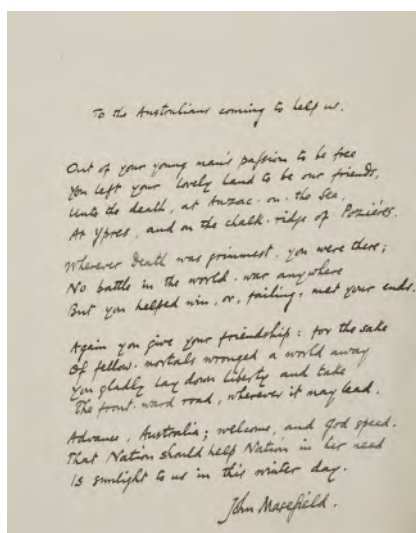 To the Australians coming to help us.
Out of your young man's passion to be free
You left your lovely land to be our friends,
Unto the death, at Anzac-on-the Sea,
At Ypres, and on the chalk-ridge of Pozières.
Wherever Death was grimmest, you were there;
No battle in the world-war anywhere
But you helped win, or, failing, met your ends.
Again you give your friendship: for the sake
Of fellow-mortals wronged a world away
You gladly lay down liberty and take
The front-ward road, wherever it may lead.
Advance, Australia; welcome, and God speed.
That Nation should help Nation in her need
Is sunlight to us in this winter day.
John Masefield.